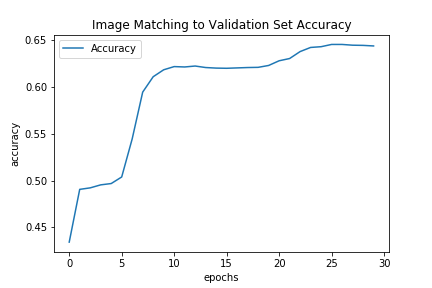 Image Matching to Validation Set Accuracy
Accuracy
accuracy
0.65
0.60
0.55
0.50
0.45
0 5 10 15 20 25 30
epochs